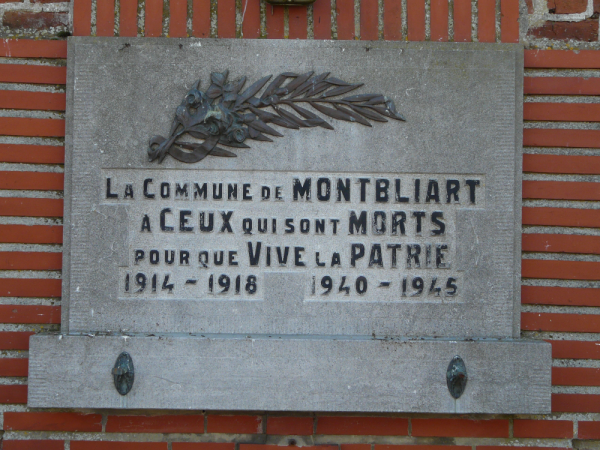 LA COMMUNE DE MONTBLIART
A CEUX QUI SONT MORTS
POUR QUE VIVE LA PATRIE
1914 - 1918 1940 - 1945